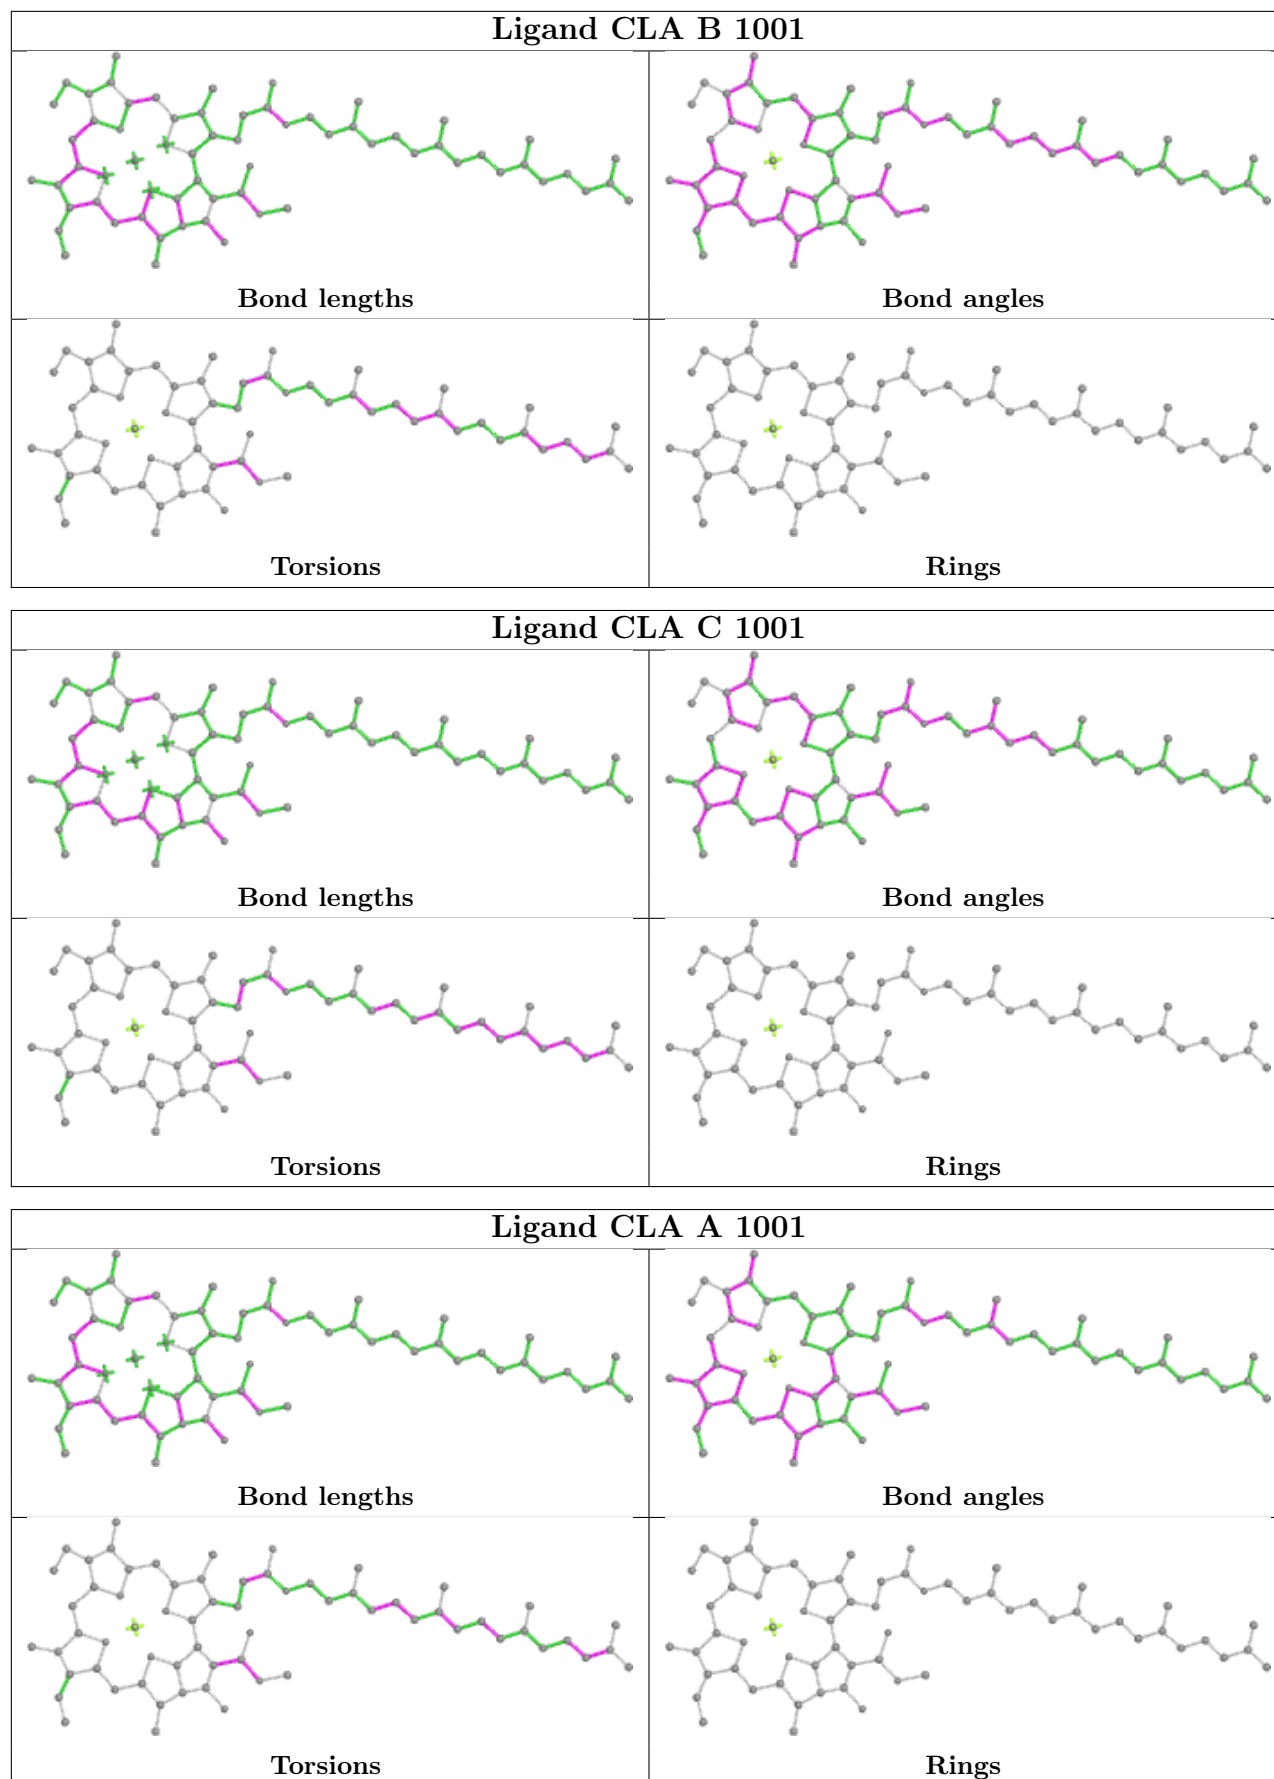 Ligand CLA B 1001
Bond lengths
Bond angles
Torsions
Rings
Ligand CLA C 1001
Bond lengths
Bond angles
Torsions
Rings
Ligand CLA A 1001
Bond lengths
Bond angles
Torsions
Rings